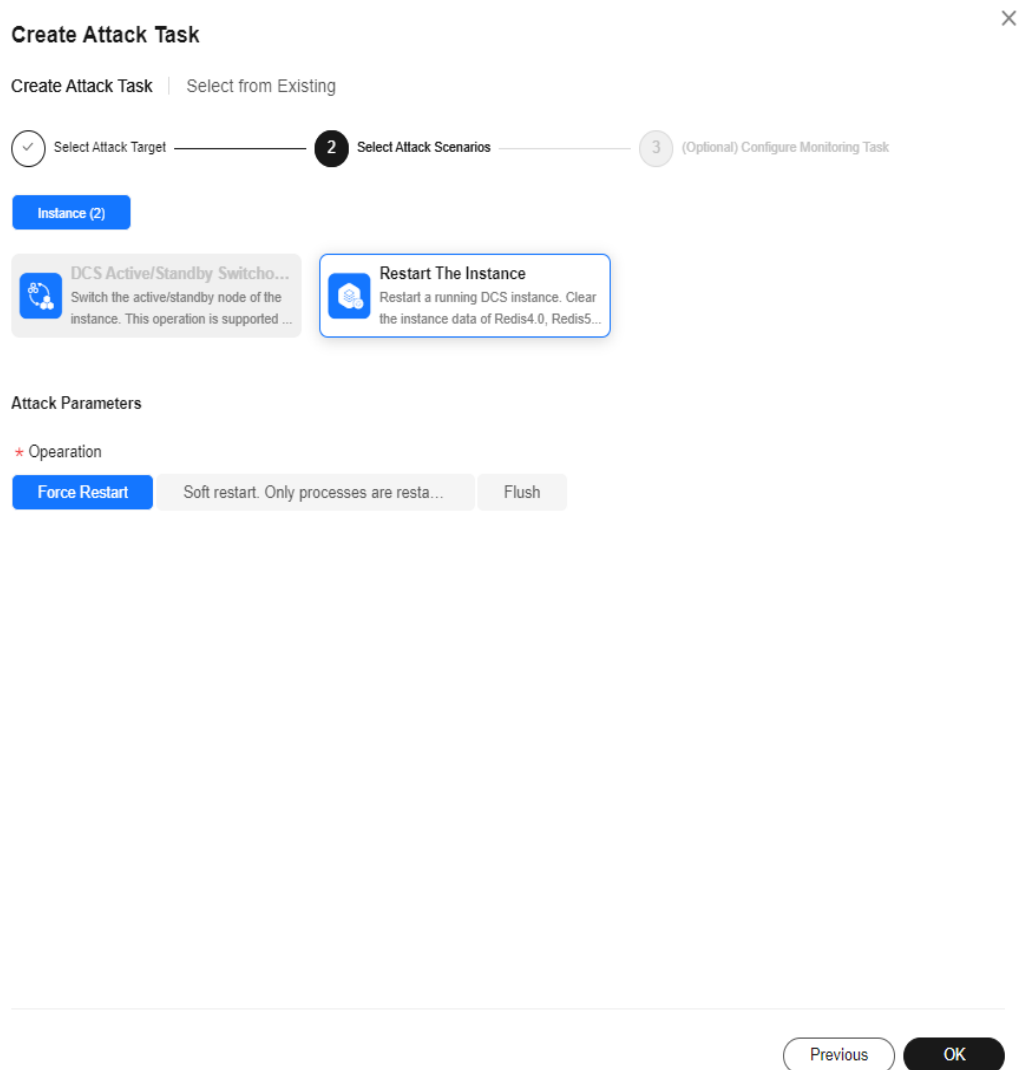 Create Attack Task
Create Attack Task Select from Existing
Select Attack Target 2 Select Attack Scenarios 3 (Optional) Configure Monitoring Task
Instance (2)
DCS Active/Standby Switcho...
Switch the active/standby node of the
instance. This operation is supported ...
Restart The Instance
Restart a running DCS instance. Clear
the instance data of Redis4.0, Redis5...
Attack Parameters
* Opearation
Force Restart Soft restart. Only processes are resta... Flush
Previous OK